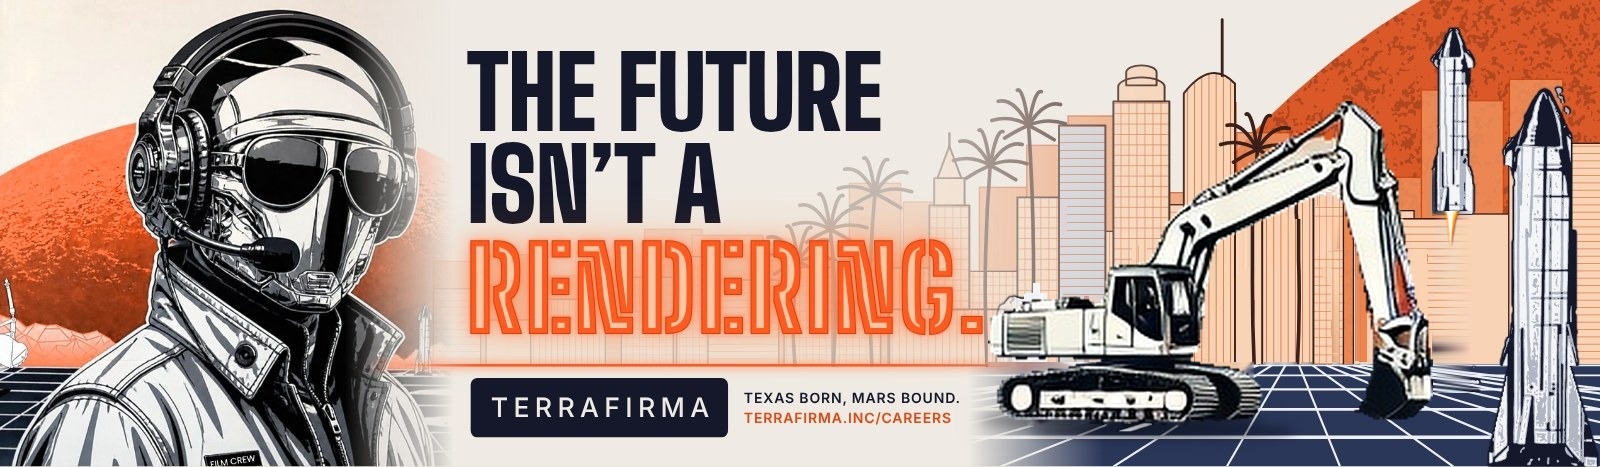 THE FUTURE
ISN'T A
RENDERING.
TERRAFIRMA
TEXAS BORN, MARS BOUND.
TERRAFIRMA.INC/CAREERS
FILM CREW